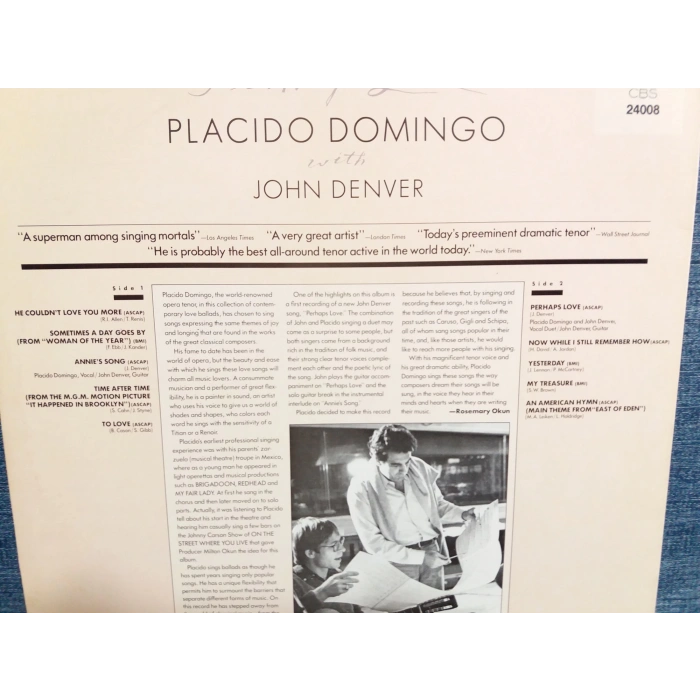 CBS
24008
PLACIDO DOMINGO
with
JOHN DENVER
"A superman among singing mortals" —Los Angeles Times "A very great artist" —London Times "Today's preeminent dramatic tenor" —Wall Street Journal
"He is probably the best all-around tenor active in the world today." —New York Times
Side 1
HE COULDN'T LOVE YOU MORE (ASCAP)
(R.I. Allen / T. Renis)
SOMETIMES A DAY GOES BY
(FROM "WOMAN OF THE YEAR") (BMI)
(F. Ebb / J. Kander)
ANNIE'S SONG (ASCAP)
(J. Denver)
Placido Domingo, Vocal / John Denver, Guitar
TIME AFTER TIME
(FROM THE M.G.M. MOTION PICTURE
"IT HAPPENED IN BROOKLYN") (ASCAP)
(S. Cahn / J. Styne)
TO LOVE (ASCAP)
(B. Cason / S. Gibb)
Placido Domingo, the world-renowned
opera tenor, in this collection of contem-
porary love ballads, has chosen to sing
songs expressing the same themes of joy
and longing that are found in the works
of the great classical composers.
His fame to date has been in the
world of opera, but the beauty and ease
with which he sings these love songs will
charm all music lovers. A consummate
musician and a performer of great flex-
ibility, he is a painter in sound, an artist
who uses his voice to give us a world of
shades and shapes, who colors each
word he sings with the sensitivity of a
Titian or a Renoir.
Placido's earliest professional singing
experience was with his parents' zar-
zuela (musical theatre) troupe in Mexico,
where as a young man he appeared in
light operettas and musical productions
such as BRIGADOON, REDHEAD and
MY FAIR LADY. At first he sang in the
chorus and then later moved on to solo
parts. Actually, it was listening to Placido
tell about his start in the theatre and
hearing him casually sing a few bars on
the Johnny Carson Show of ON THE
STREET WHERE YOU LIVE that gave
Producer Milton Okun the idea for this
album.
Placido sings ballads as though he
has spent years singing only popular
songs. He has a unique flexibility that
permits him to surmount the barriers that
separate different forms of music. On
this record he has stepped away from
One of the highlights on this album is
a first recording of a new John Denver
song, "Perhaps Love." The combination
of John and Placido singing a duet may
come as a surprise to some people, but
both singers come from a background
rich in the tradition of folk music, and
their strong clear tenor voices comple-
ment each other and the poetic lyric of
the song. John plays the guitar accom-
paniment on "Perhaps Love" and the
solo guitar break in the instrumental
interlude on "Annie's Song."
Placido decided to make this record
because he believes that, by singing and
recording these songs, he is following in
the tradition of the great singers of the
past such as Caruso, Gigli and Schipa,
all of whom sang songs popular in their
time, and, like those artists, he would
like to reach more people with his singing.
With his magnificent tenor voice and
his great dramatic ability, Placido
Domingo sings these songs the way
composers dream their songs will be
sung, in the voice they hear in their
minds and hearts when they are writing
their music. —Rosemary Okun
Side 2
PERHAPS LOVE (ASCAP)
(J. Denver)
Placido Domingo and John Denver,
Vocal Duet / John Denver, Guitar
NOW WHILE I STILL REMEMBER HOW (ASCAP)
(H. David / A. Jordan)
YESTERDAY (BMI)
(J. Lennon / P. McCartney)
MY TREASURE (BMI)
(S.W. Brown)
AN AMERICAN HYMN (ASCAP)
(MAIN THEME FROM "EAST OF EDEN")
(M.A. Leikin / L. Holdridge)